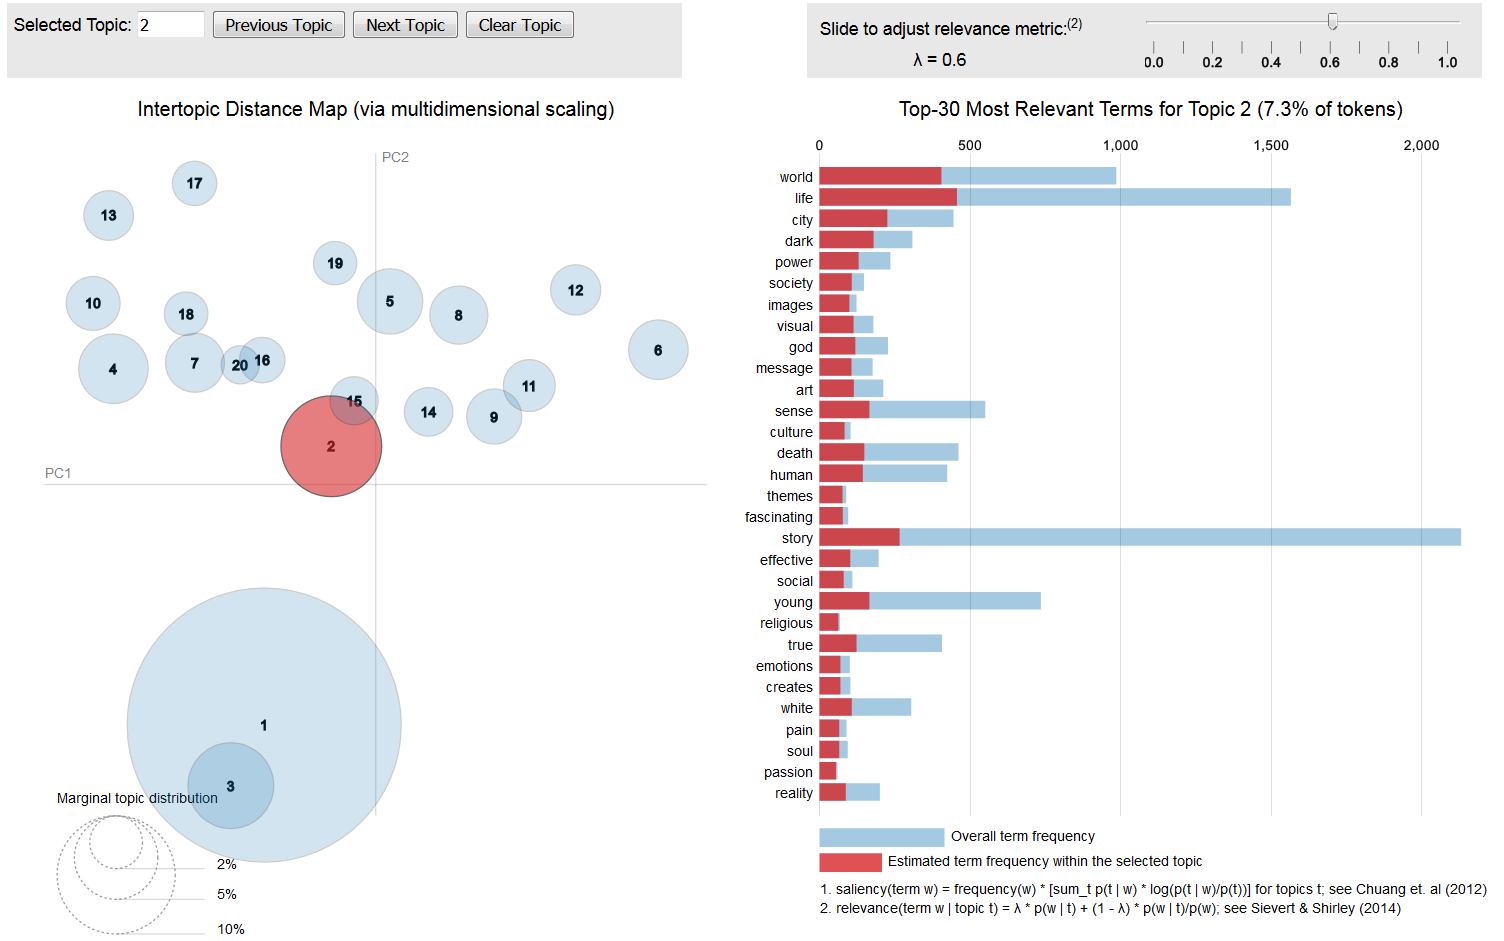 Selected Topic: 2 Previous Topic Next Topic Clear Topic
Slide to adjust relevance metric:(2)
λ = 0.6
0.0 0.2 0.4 0.6 0.8 1.0
Intertopic Distance Map (via multidimensional scaling)
PC2
17
13
19
5
12
10
18
8
6
4
7
20
16
11
15
14
9
2
PC1
1
3
Marginal topic distribution
2%
5%
10%
Top-30 Most Relevant Terms for Topic 2 (7.3% of tokens)
0 500 1,000 1,500 2,000
world
life
city
dark
power
society
images
visual
god
message
art
sense
culture
death
human
themes
fascinating
story
effective
social
young
religious
true
emotions
creates
white
pain
soul
passion
reality
Overall term frequency
Estimated term frequency within the selected topic
1. saliency(term w) = frequency(w) * [sum_t p(t | w) * log(p(t | w)/p(t))] for topics t; see Chuang et. al (2012)
2. relevance(term w | topic t) = λ * p(w | t) + (1 - λ) * p(w | t)/p(w); see Sievert & Shirley (2014)